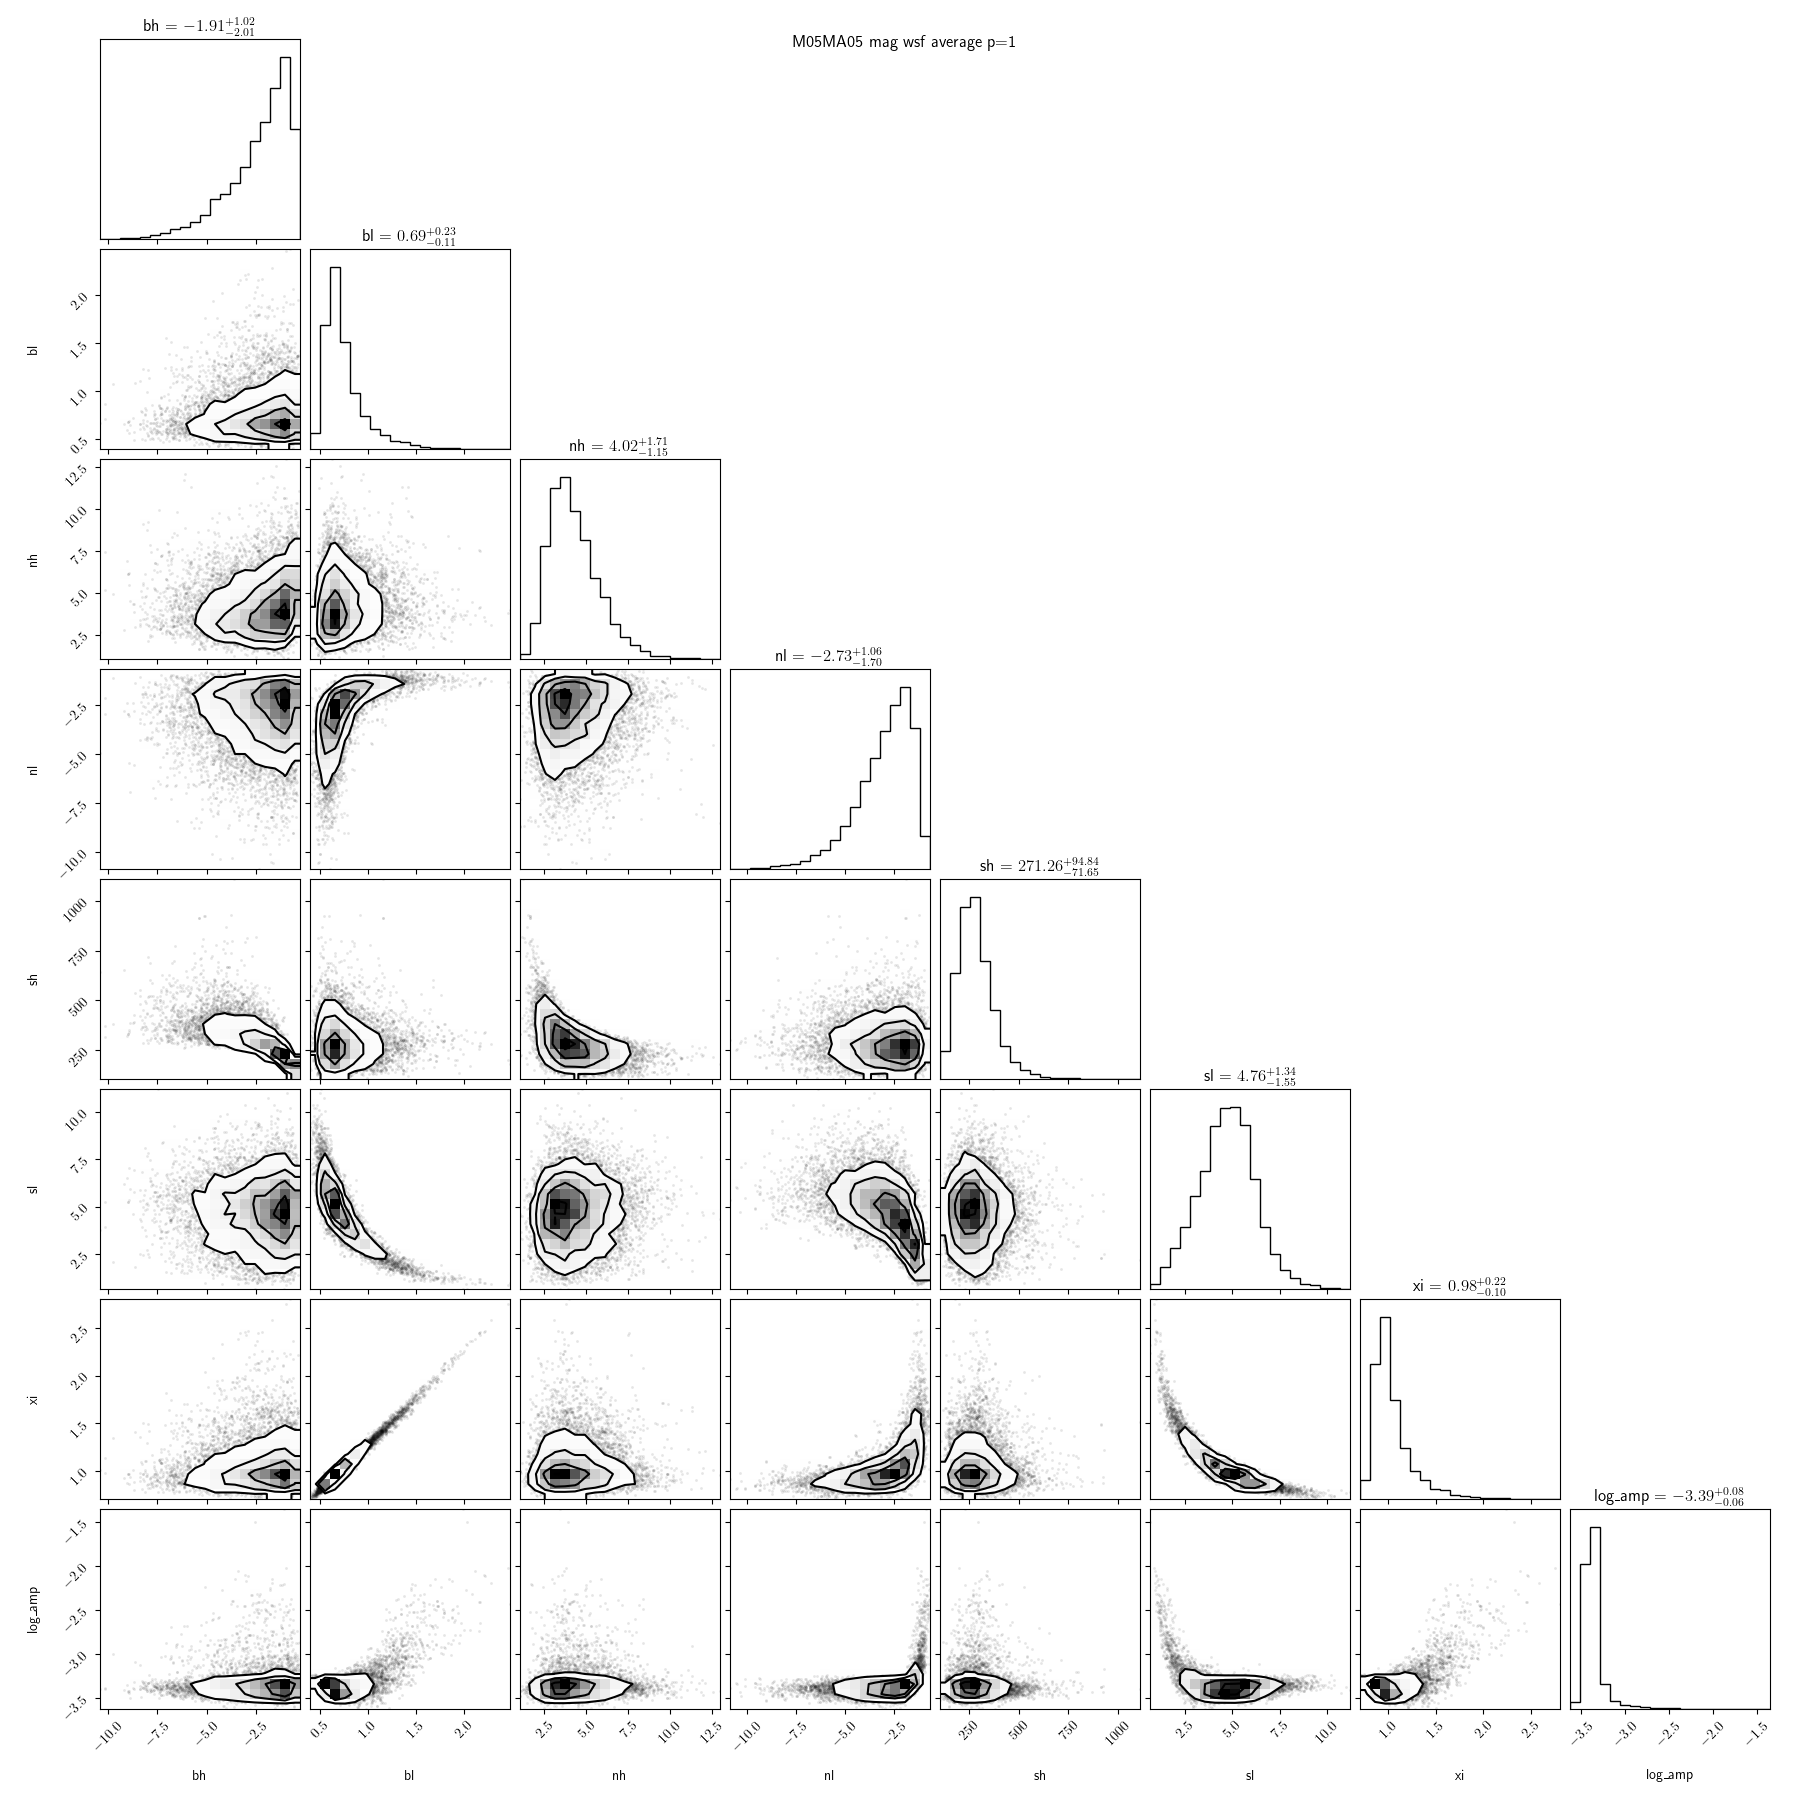 bh = −1.91^{+1.02}_{−2.01}
M05MA05 mag wsf average p=1
bl = 0.69^{+0.23}_{−0.11}
bl
2.0
1.5
1.0
0.5
nh = 4.02^{+1.71}_{−1.15}
nh
12.5
10.0
7.5
5.0
2.5
nl = −2.73^{+1.06}_{−1.70}
nl
−2.5
−5.0
−7.5
−10.0
sh = 271.26^{+94.84}_{−71.65}
sh
1000
750
500
250
sl = 4.76^{+1.34}_{−1.55}
sl
10.0
7.5
5.0
2.5
xi = 0.98^{+0.22}_{−0.10}
xi
2.5
2.0
1.5
1.0
log_amp = −3.39^{+0.08}_{−0.06}
log_amp
−1.5
−2.0
−2.5
−3.0
−3.5
−10.0 −7.5 −5.0 −2.5 0.5 1.0 1.5 2.0 2.5 5.0 7.5 10.0 12.5 −10.0 −7.5 −5.0 −2.5 250 500 750 1000 2.5 5.0 7.5 10.0 1.0 1.5 2.0 2.5 −3.5 −3.0 −2.5 −2.0 −1.5
bh bl nh nl sh sl xi log_amp